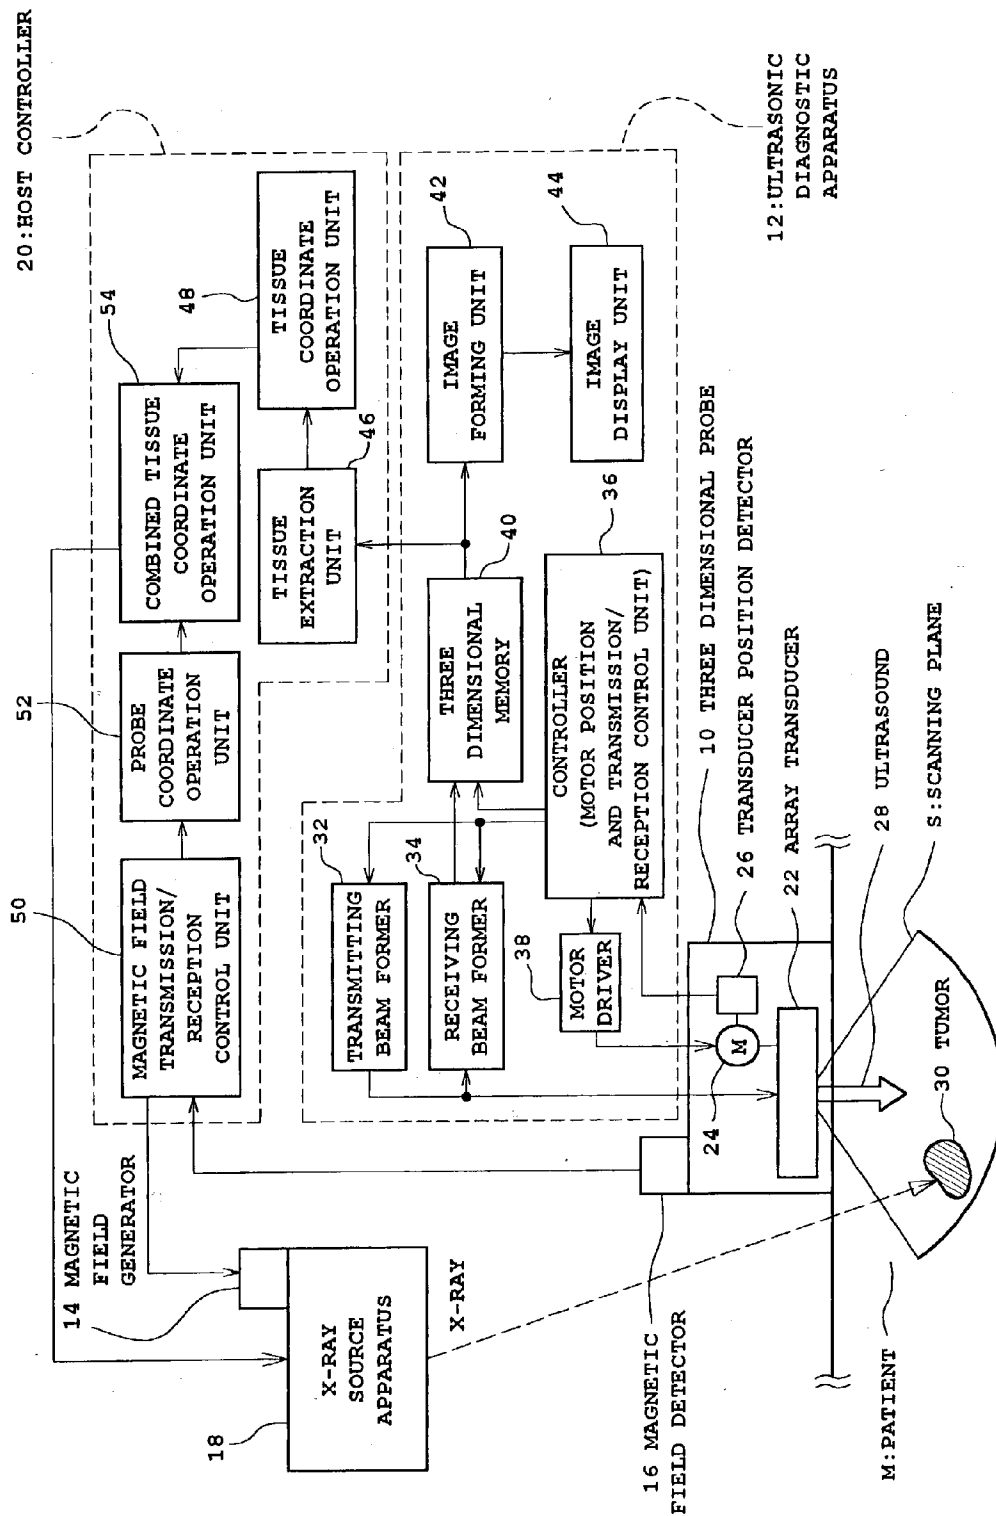 20:HOST CONTROLLER
52
54
50
48
MAGNETIC FIELD
TRANSMISSION/
RECEPTION
CONTROL UNIT
PROBE
COORDINATE
OPERATION
UNIT
COMBINED TISSUE
COORDINATE
OPERATION UNIT
TISSUE
COORDINATE
OPERATION UNIT
46
TISSUE
EXTRACTION
UNIT
14 MAGNETIC
FIELD
GENERATOR
18
X-RAY
SOURCE
APPARATUS
X-RAY
32
TRANSMITTING
BEAM FORMER
34
RECEIVING
BEAM FORMER
THREE
DIMENSIONAL
MEMORY
40
42
IMAGE
FORMING UNIT
44
IMAGE
DISPLAY UNIT
36
CONTROLLER
(MOTOR POSITION
AND TRANSMISSION/
RECEPTION CONTROL UNIT)
38
MOTOR
DRIVER
12:ULTRASONIC
DIAGNOSTIC
APPARATUS
16 MAGNETIC
FIELD DETECTOR
24
M
10 THREE DIMENSIONAL PROBE
26 TRANSDUCER POSITION DETECTOR
22 ARRAY TRANSDUCER
28 ULTRASOUND
S:SCANNING PLANE
M:PATIENT
30 TUMOR